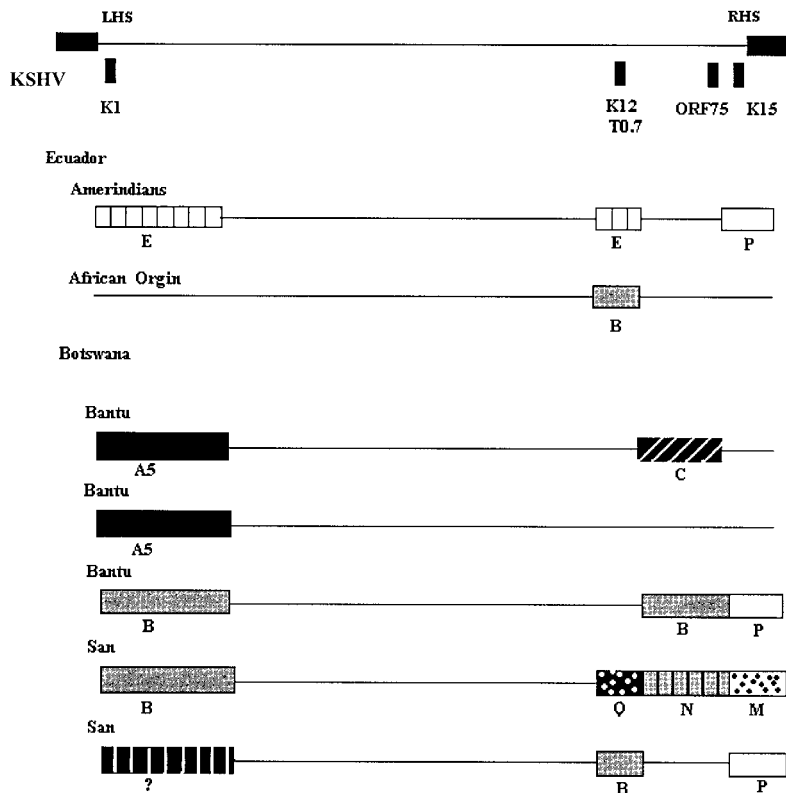 LHS RHS
KSHV
K1 K12 ORF75 K15
T0.7
Ecuador
Amerindians
E E P
African Orgin
B
Botswana
Bantu
A5 C
Bantu
A5
Bantu
B B P
San
B Q N M
San
? B P